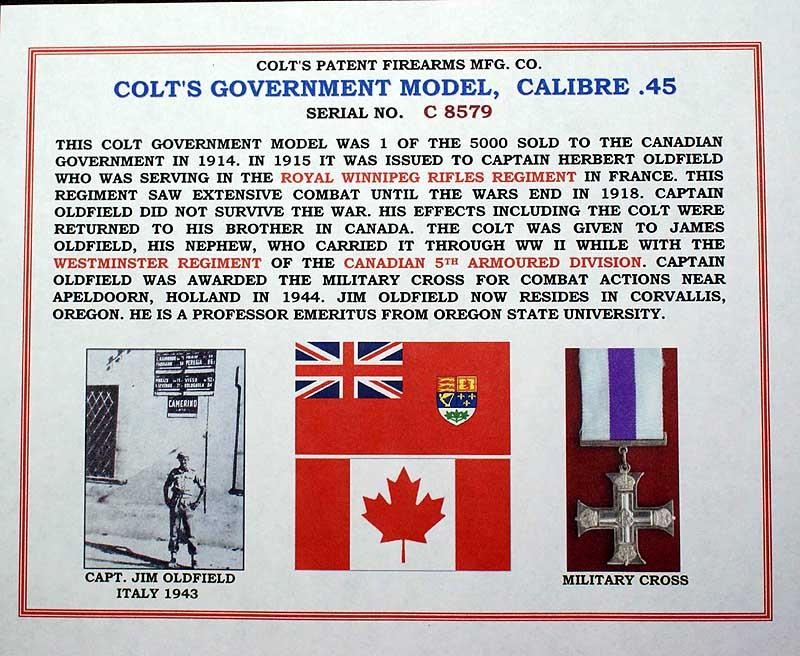 COLT'S PATENT FIREARMS MFG. CO.
COLT'S GOVERNMENT MODEL, CALIBRE .45
SERIAL NO. C 8579
THIS COLT GOVERNMENT MODEL WAS 1 OF THE 5000 SOLD TO THE CANADIAN
GOVERNMENT IN 1914. IN 1915 IT WAS ISSUED TO CAPTAIN HERBERT OLDFIELD
WHO WAS SERVING IN THE ROYAL WINNIPEG RIFLES REGIMENT IN FRANCE. THIS
REGIMENT SAW EXTENSIVE COMBAT UNTIL THE WARS END IN 1918. CAPTAIN
OLDFIELD DID NOT SURVIVE THE WAR. HIS EFFECTS INCLUDING THE COLT WERE
RETURNED TO HIS BROTHER IN CANADA. THE COLT WAS GIVEN TO JAMES
OLDFIELD, HIS NEPHEW, WHO CARRIED IT THROUGH WW II WHILE WITH THE
WESTMINSTER REGIMENT OF THE CANADIAN 5TH ARMOURED DIVISION. CAPTAIN
OLDFIELD WAS AWARDED THE MILITARY CROSS FOR COMBAT ACTIONS NEAR
APELDOORN, HOLLAND IN 1944. JIM OLDFIELD NOW RESIDES IN CORVALLIS,
OREGON. HE IS A PROFESSOR EMERITUS FROM OREGON STATE UNIVERSITY.
CAMERINO
CAPT. JIM OLDFIELD
ITALY 1943
MILITARY CROSS